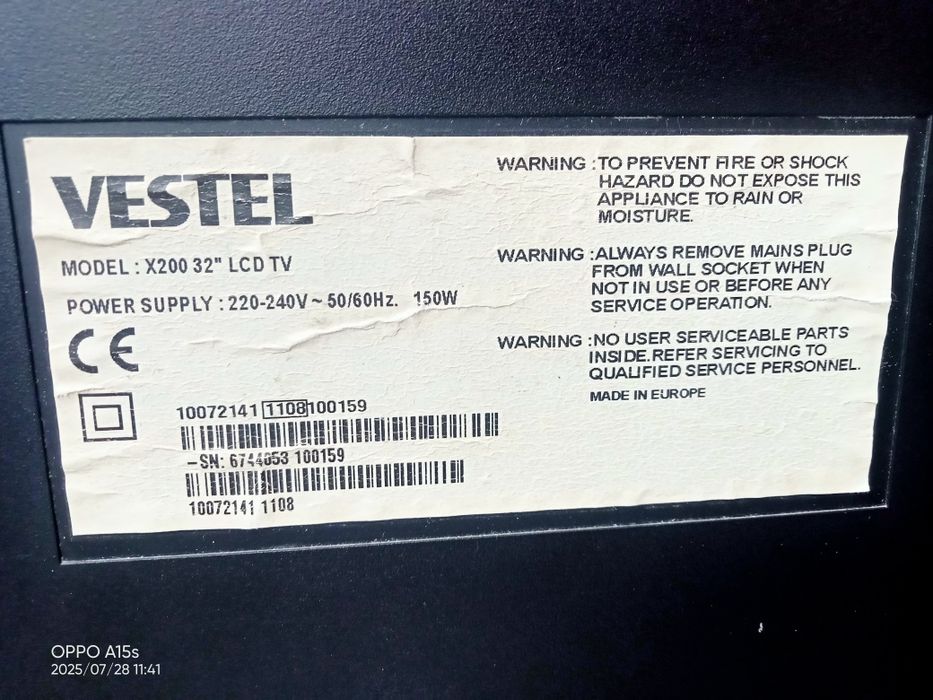 VESTEL
MODEL : X200 32" LCD TV
POWER SUPPLY : 220-240V ~ 50/60Hz. 150W
CE
10072141 1108 100159
-SN: 6744053 100159
10072141 1108
WARNING : TO PREVENT FIRE OR SHOCK
HAZARD DO NOT EXPOSE THIS
APPLIANCE TO RAIN OR
MOISTURE.
WARNING : ALWAYS REMOVE MAINS PLUG
FROM WALL SOCKET WHEN
NOT IN USE OR BEFORE ANY
SERVICE OPERATION.
WARNING : NO USER SERVICEABLE PARTS
INSIDE.REFER SERVICING TO
QUALIFIED SERVICE PERSONNEL.
MADE IN EUROPE
OPPO A15s
2025/07/28 11:41